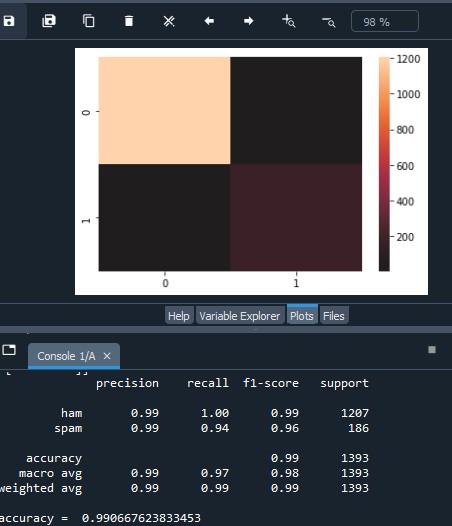 98 %
1200
1000
800
600
400
200
0
1
0 1
Help Variable Explorer Plots Files
Console 1/A ×
precision recall f1-score support
ham 0.99 1.00 0.99 1207
spam 0.99 0.94 0.96 186
accuracy 0.99 1393
macro avg 0.99 0.97 0.98 1393
weighted avg 0.99 0.99 0.99 1393
accuracy = 0.990667623833453